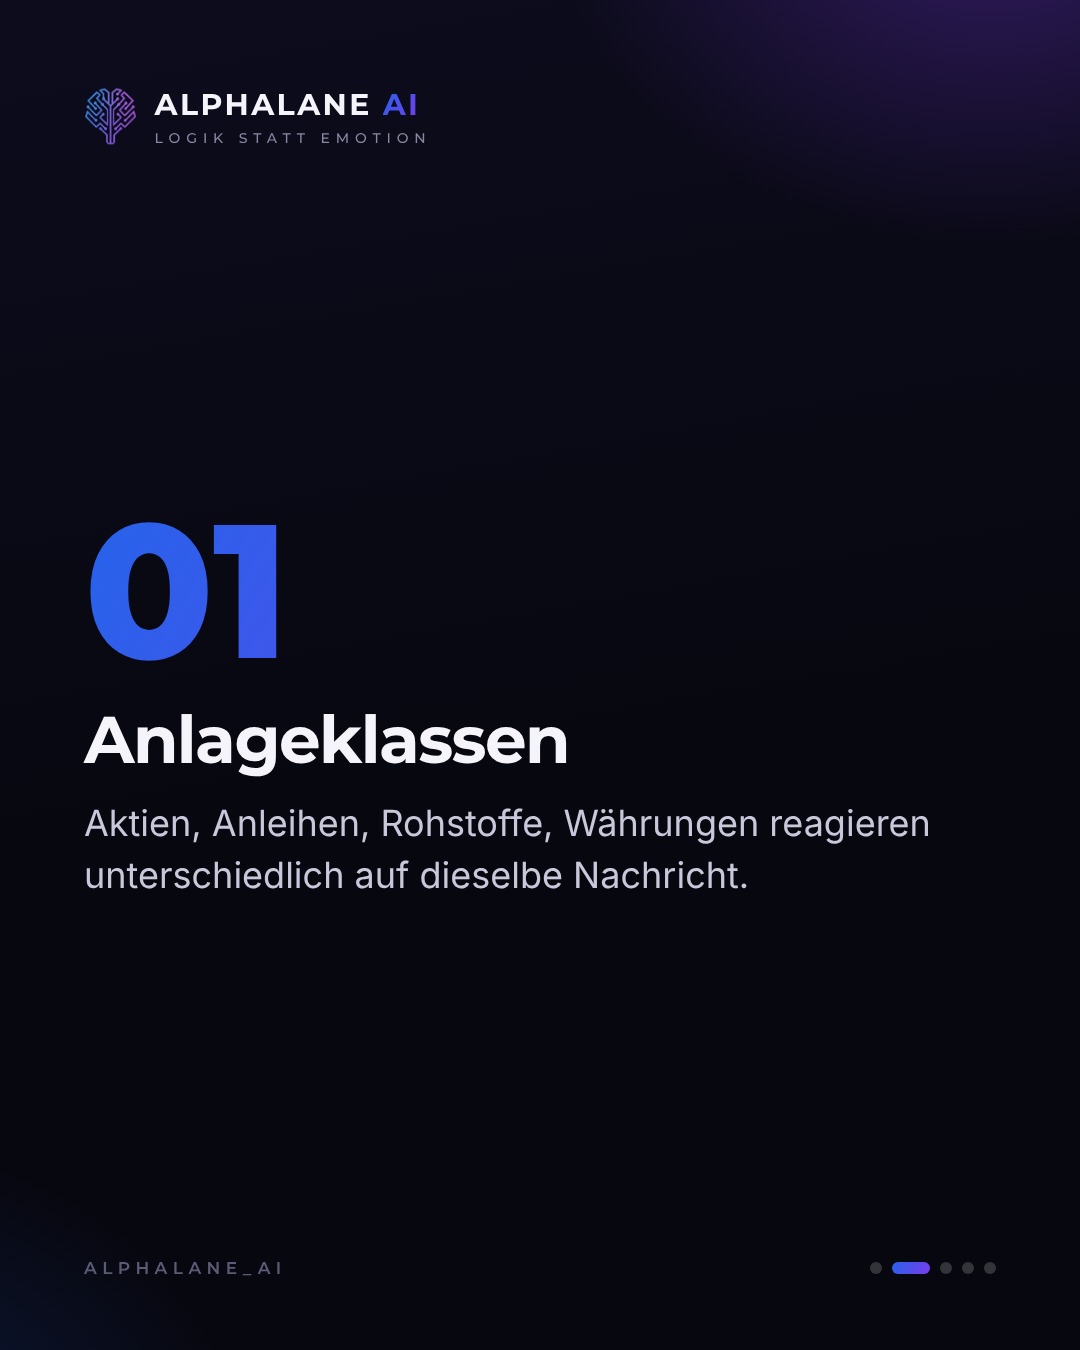 ALPHALANE AI
LOGIK STATT EMOTION
01
Anlageklassen
Aktien, Anleihen, Rohstoffe, Währungen reagieren
unterschiedlich auf dieselbe Nachricht.
ALPHALANE_AI